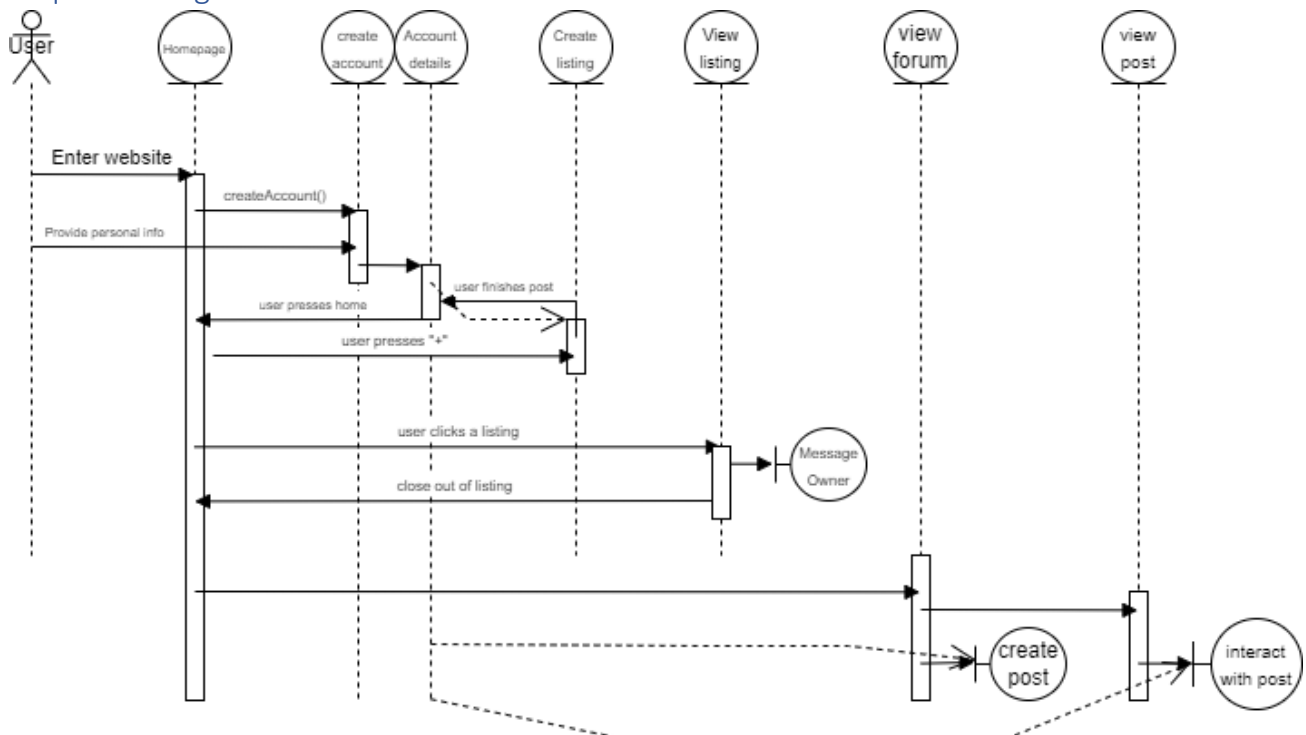 User
Homepage
create
account
Account
details
Create
listing
View
listing
view
forum
view
post
Enter website
createAccount()
Provide personal info
user finishes post
user presses home
user presses "+"
user clicks a listing
Message
Owner
close out of listing
create
post
interact
with post